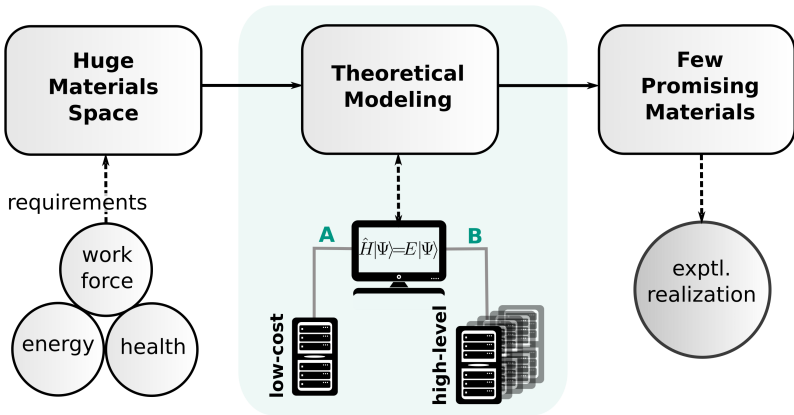 Huge
Materials
Space
Theoretical
Modeling
Few
Promising
Materials
requirements
work
force
energy
health
A
B
Ĥ|Ψ⟩=E|Ψ⟩
low-cost
high-level
exptl.
realization